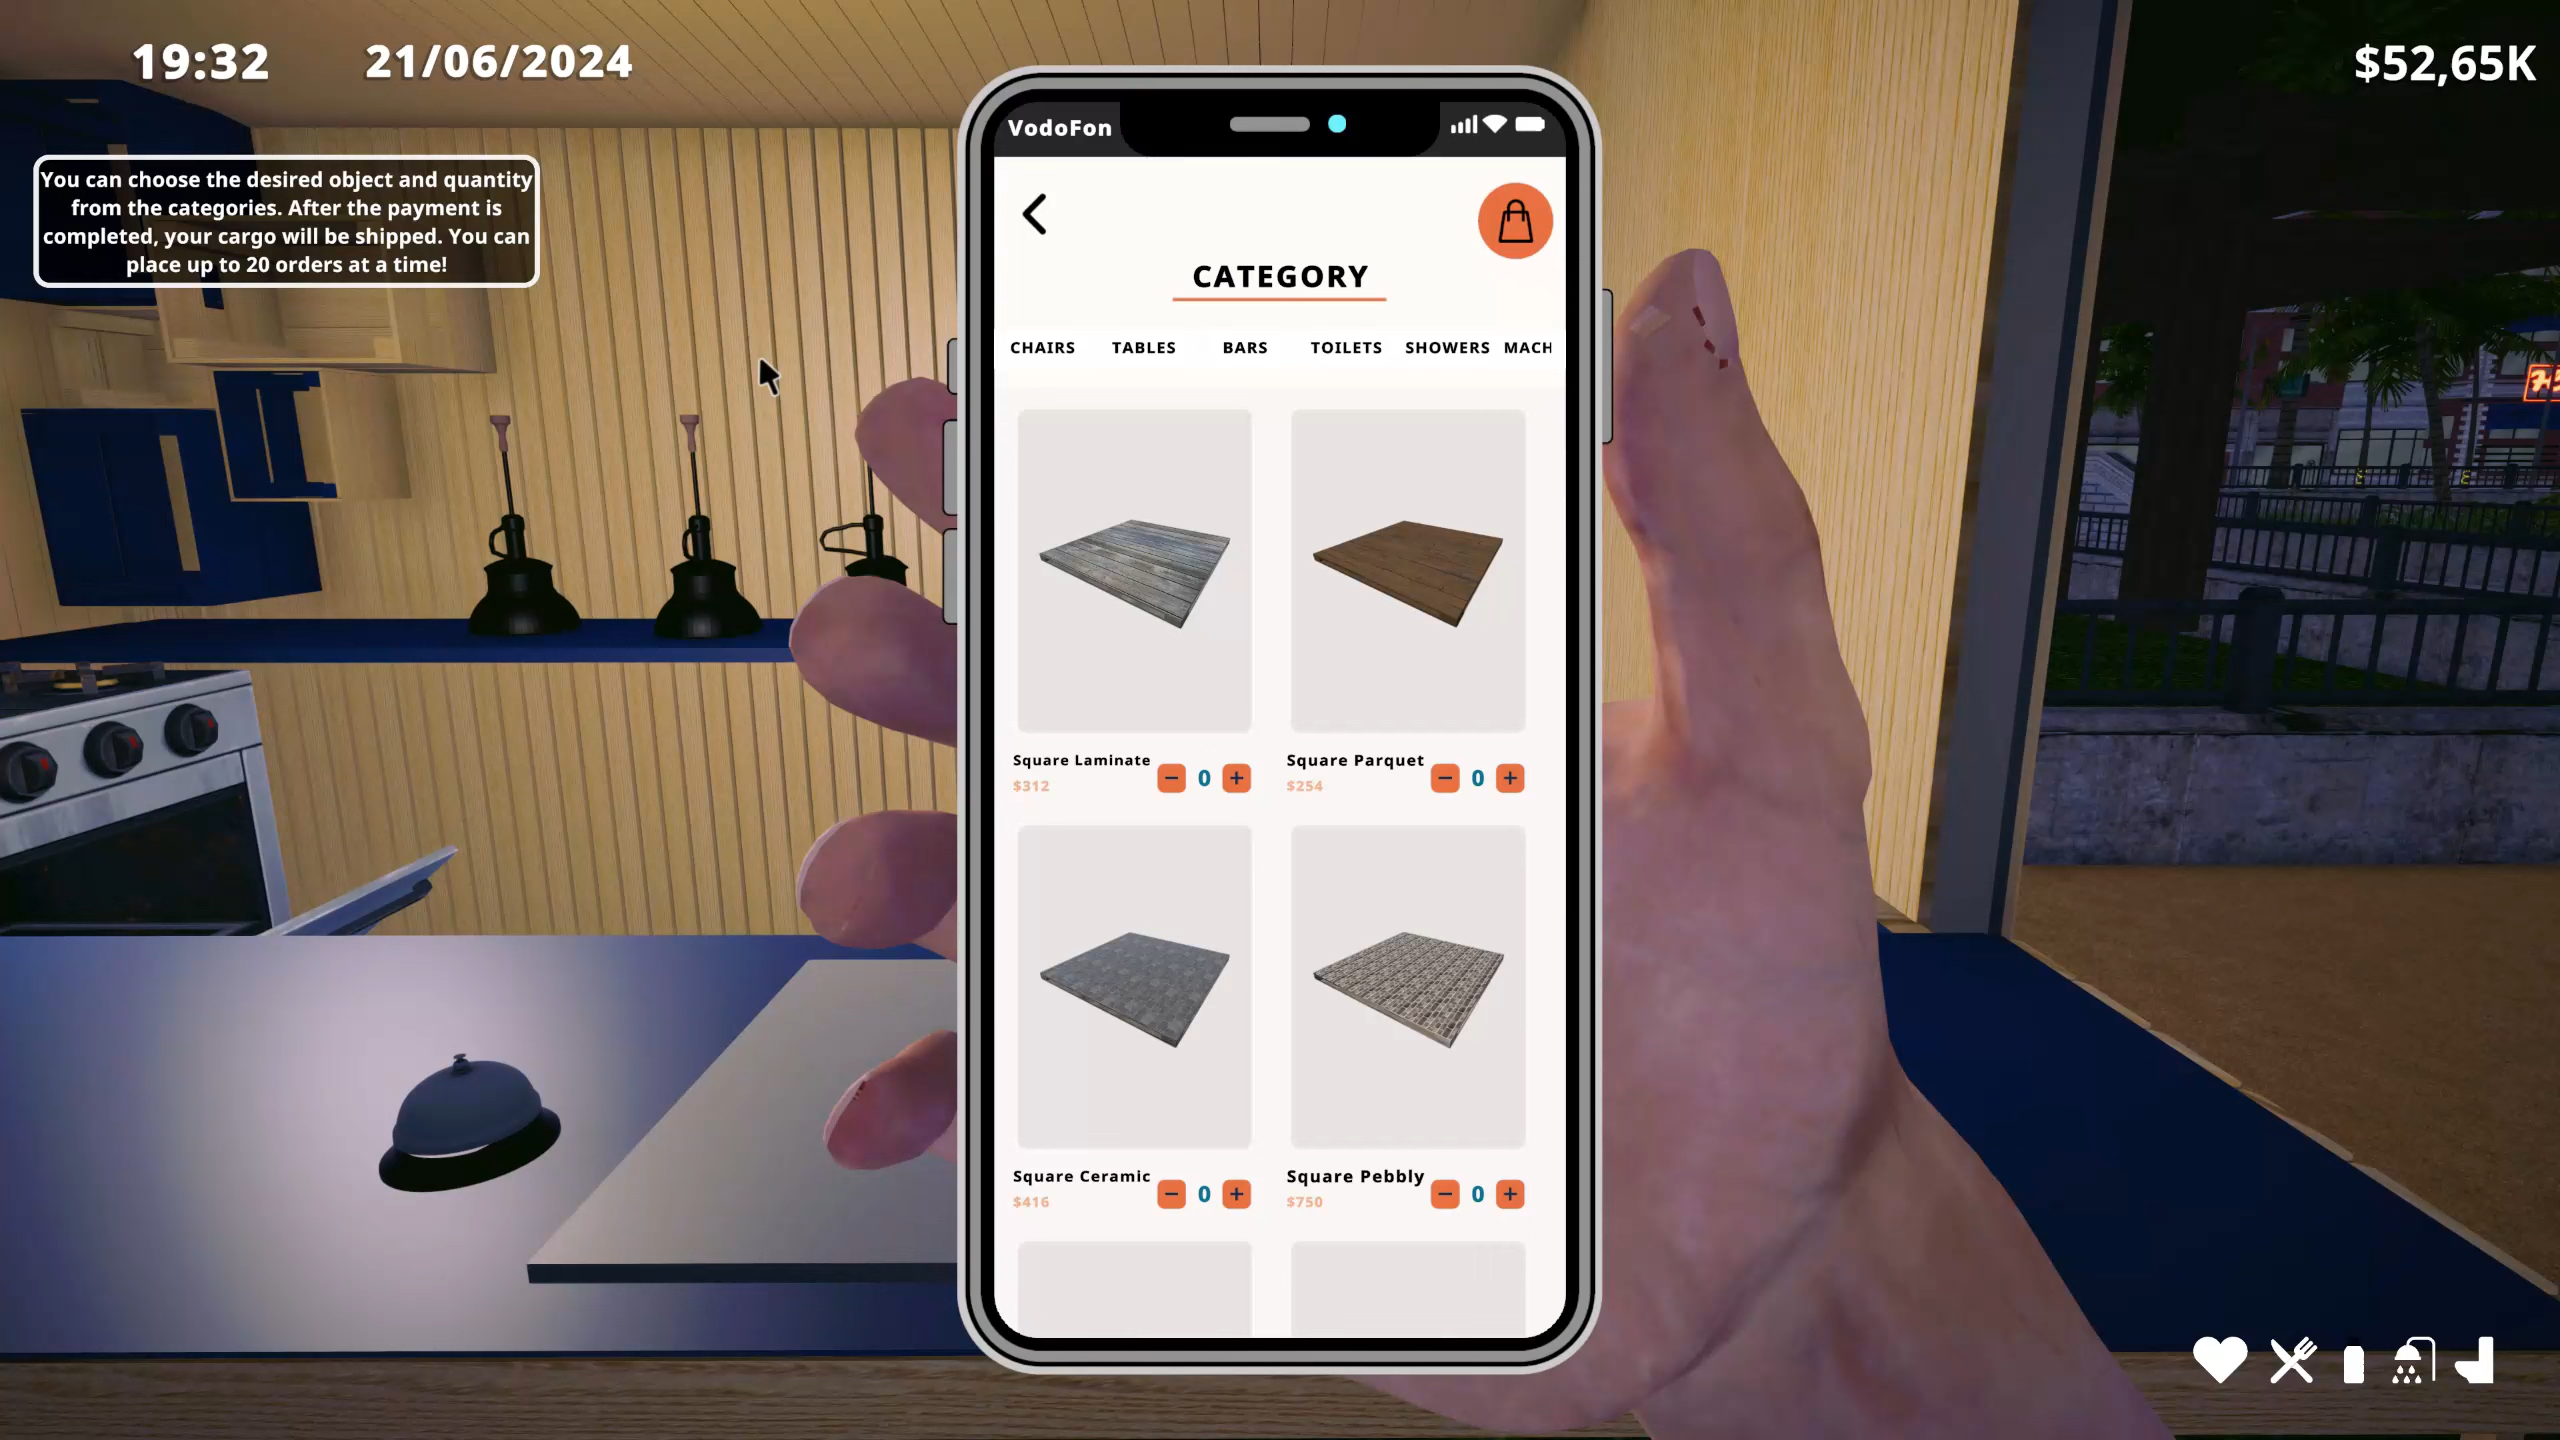 19:32
21/06/2024
$52,65K
You can choose the desired object and quantity
from the categories. After the payment is
completed, your cargo will be shipped. You can
place up to 20 orders at a time!
VodoFon
CATEGORY
CHAIRS TABLES BARS TOILETS SHOWERS MACH
Square Laminate
$312
0
Square Parquet
$254
0
Square Ceramic
$416
0
Square Pebbly
$750
0